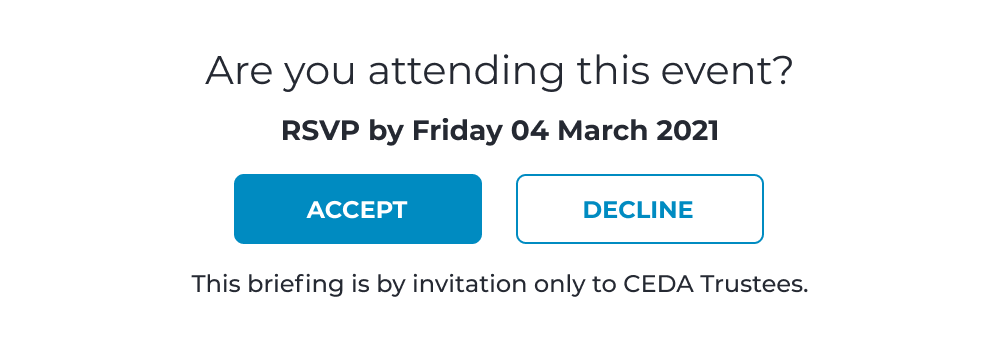 Are you attending this event?
RSVP by Friday 04 March 2021
ACCEPT DECLINE
This briefing is by invitation only to CEDA Trustees.